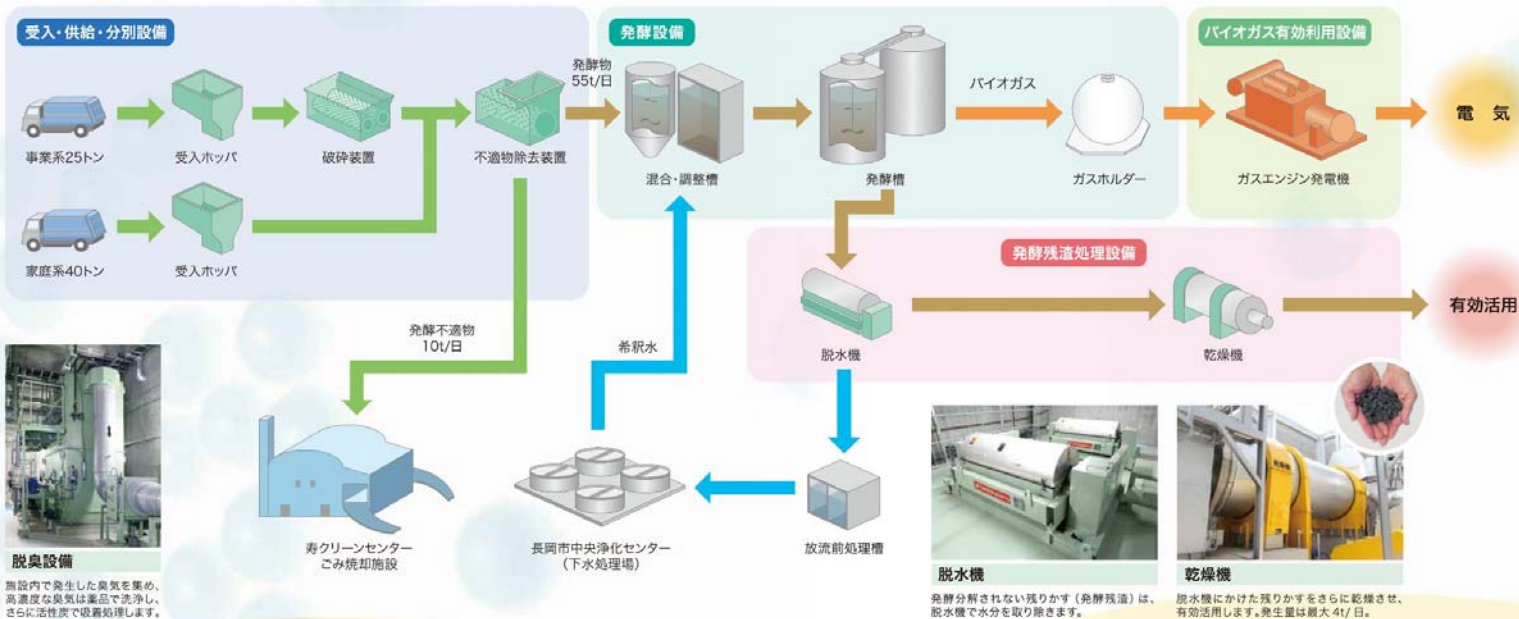 受入・供給・分別設備
事業系25トン
受入ホッパ
破砕装置
不適物除去装置
家庭系40トン
受入ホッパ
発酵物
55t/日
発酵設備
混合・調整槽
発酵槽
バイオガス
ガスホルダー
バイオガス有効利用設備
ガスエンジン発電機
電 気
発酵残渣処理設備
脱水機
乾燥機
有効活用
発酵不適物
10t/日
希釈水
寿クリーンセンター
ごみ焼却施設
長岡市中央浄化センター
(下水処理場)
放流前処理槽
脱臭設備
施設内で発生した臭気を集め、
高濃度な臭気は薬品で洗浄し、
さらに活性炭で吸着処理します。
脱水機
発酵分解されない残りかす(発酵残渣)は、
脱水機で水分を取り除きます。
乾燥機
脱水機にかけた残りかすをさらに乾燥させ、
有効活用します。発生量は最大4t/日。